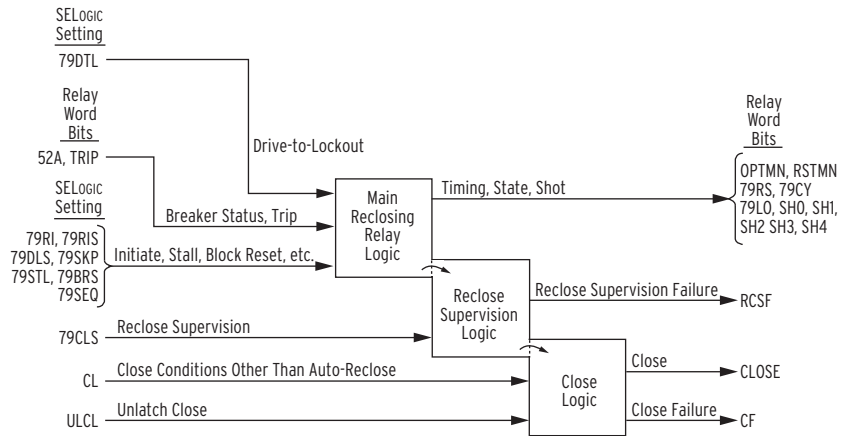 SELOGIC
Setting
79DTL
Relay
Word
Bits
52A, TRIP
SELOGIC
Setting
79RI, 79RIS
79DLS, 79SKP
79STL, 79BRS
79SEQ
79CLS
CL
ULCL
Drive-to-Lockout
Breaker Status, Trip
Initiate, Stall, Block Reset, etc.
Reclose Supervision
Close Conditions Other Than Auto-Reclose
Unlatch Close
Main
Reclosing
Relay
Logic
Reclose
Supervision
Logic
Close
Logic
Timing, State, Shot
Reclose Supervision Failure
Close
Close Failure
Relay
Word
Bits
OPTMN, RSTMN
79RS, 79CY
79LO, SH0, SH1,
SH2 SH3, SH4
RCSF
CLOSE
CF